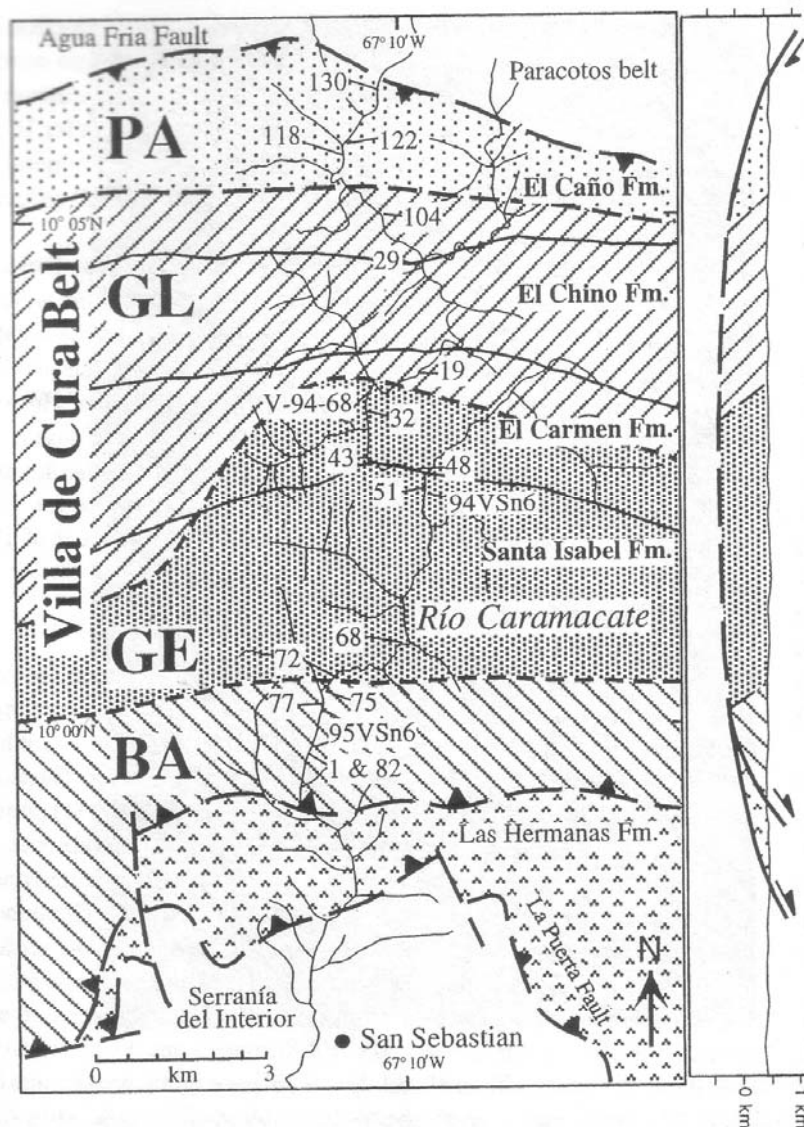 Agua Fria Fault
67° 10′W
Paracotos belt
130
PA
118
122
El Caño Fm.
10° 05′N
104
29
GL
El Chino Fm.
Villa de Cura Belt
19
V-94-68
32
El Carmen Fm.
43
48
51
94VSn6
Santa Isabel Fm.
Río Caramacate
GE
68
72
77
75
10° 00′N
95VSn6
BA
1 & 82
Las Hermanas Fm.
La Puerta Fault
N
Serranía
del Interior
San Sebastian
67° 10′W
0 km 3
0 km
1 km